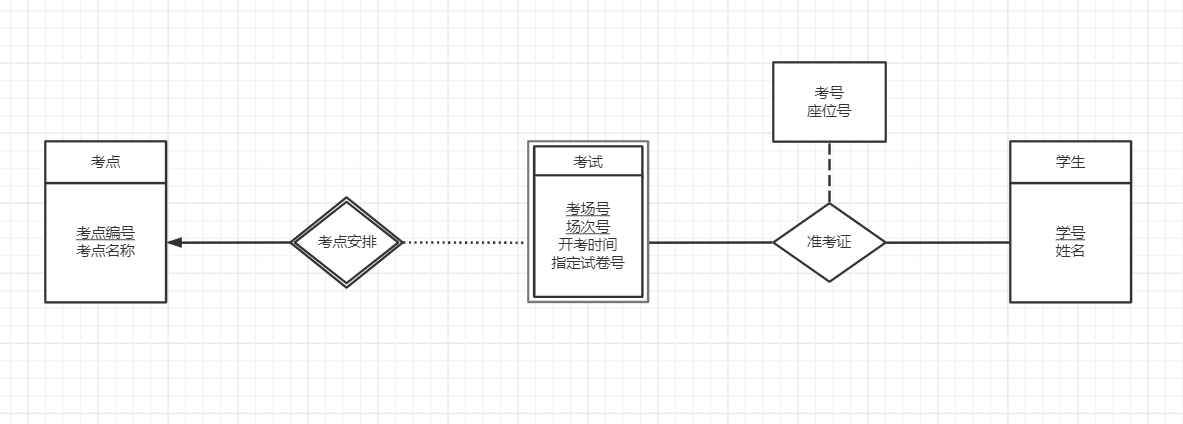 考点
考点编号
考点名称
考点安排
考试
考场号
场次号
开考时间
指定试卷号
考号
座位号
准考证
学生
学号
姓名